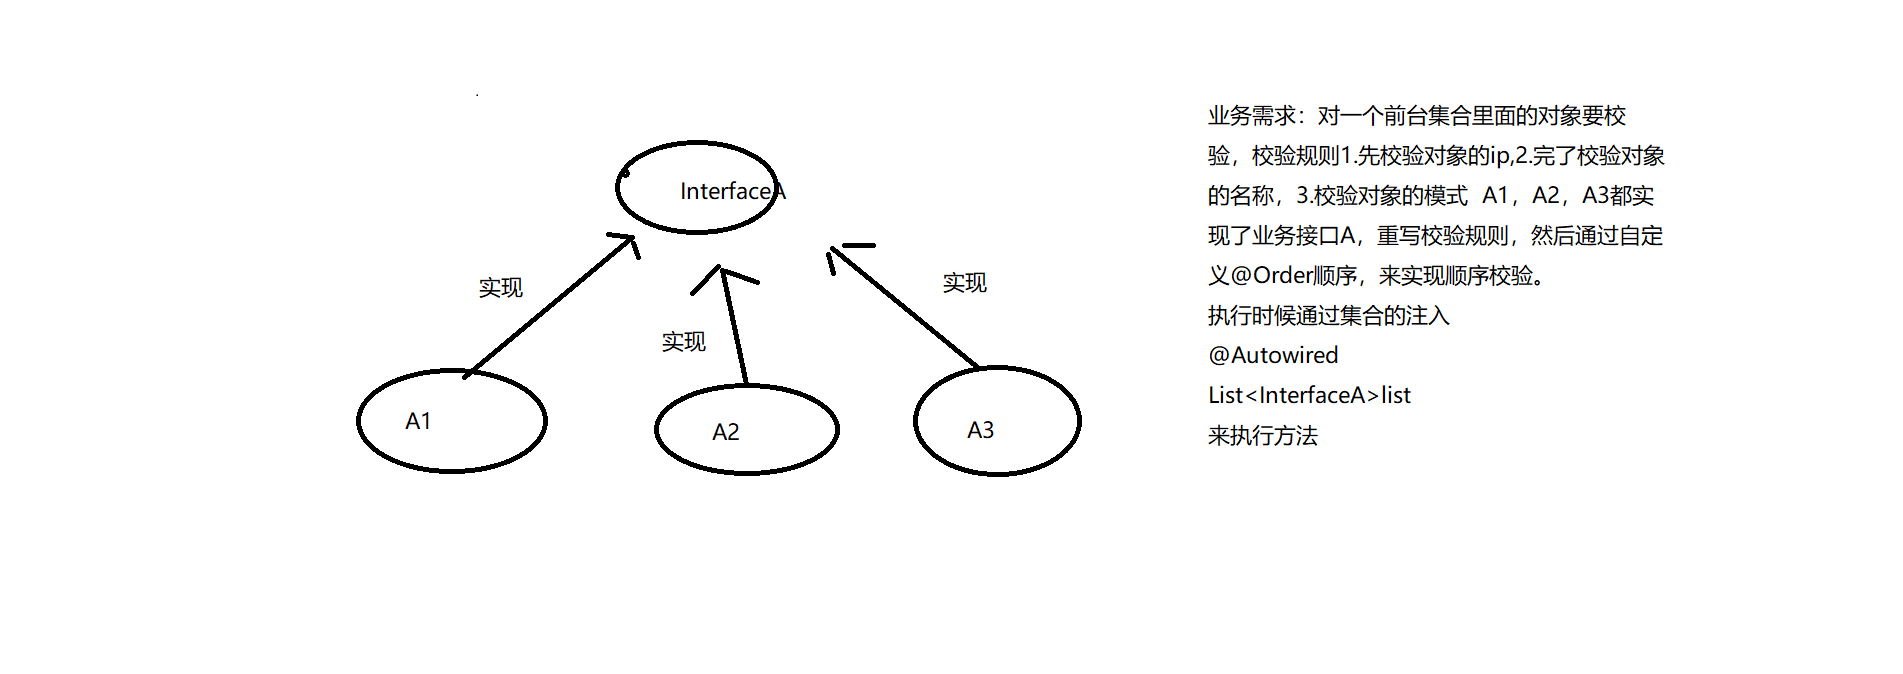 InterfaceA
实现
实现
实现
A1
A2
A3
业务需求：对一个前台集合里面的对象要校
验，校验规则1.先校验对象的ip,2.完了校验对象
的名称，3.校验对象的模式  A1，A2，A3都实
现了业务接口A，重写校验规则，然后通过自定
义@Order顺序，来实现顺序校验。
执行时候通过集合的注入
@Autowired
List<InterfaceA>list
来执行方法